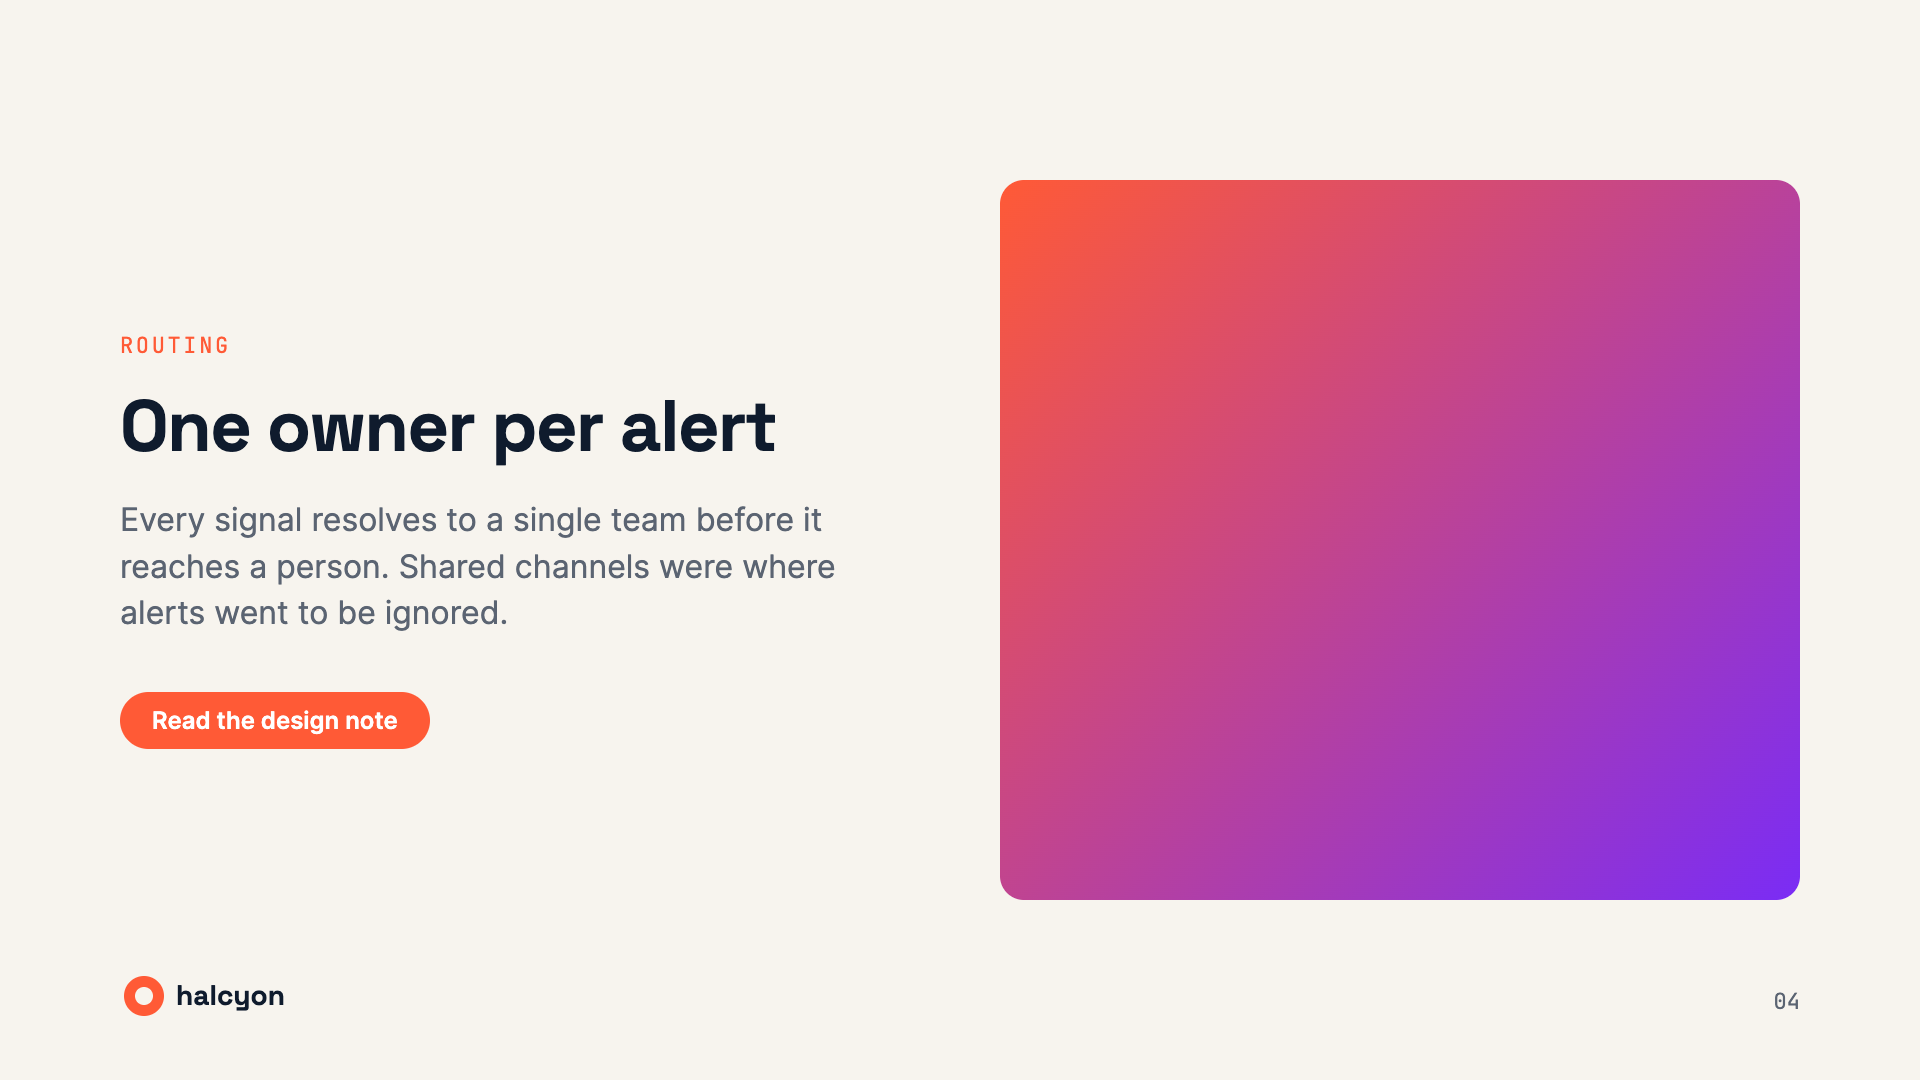 ROUTING
One owner per alert
Every signal resolves to a single team before it
reaches a person. Shared channels were where
alerts went to be ignored.
Read the design note
halcyon
04